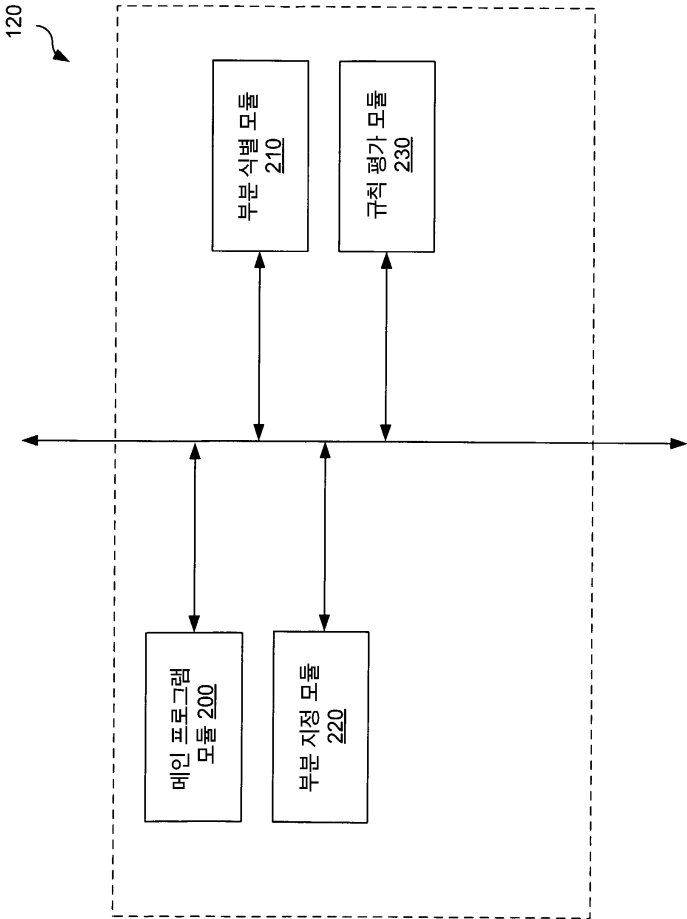 120
메인 프로그램
모듈 200
부분 식별 모듈
210
부분 지정 모듈
220
규칙 평가 모듈
230